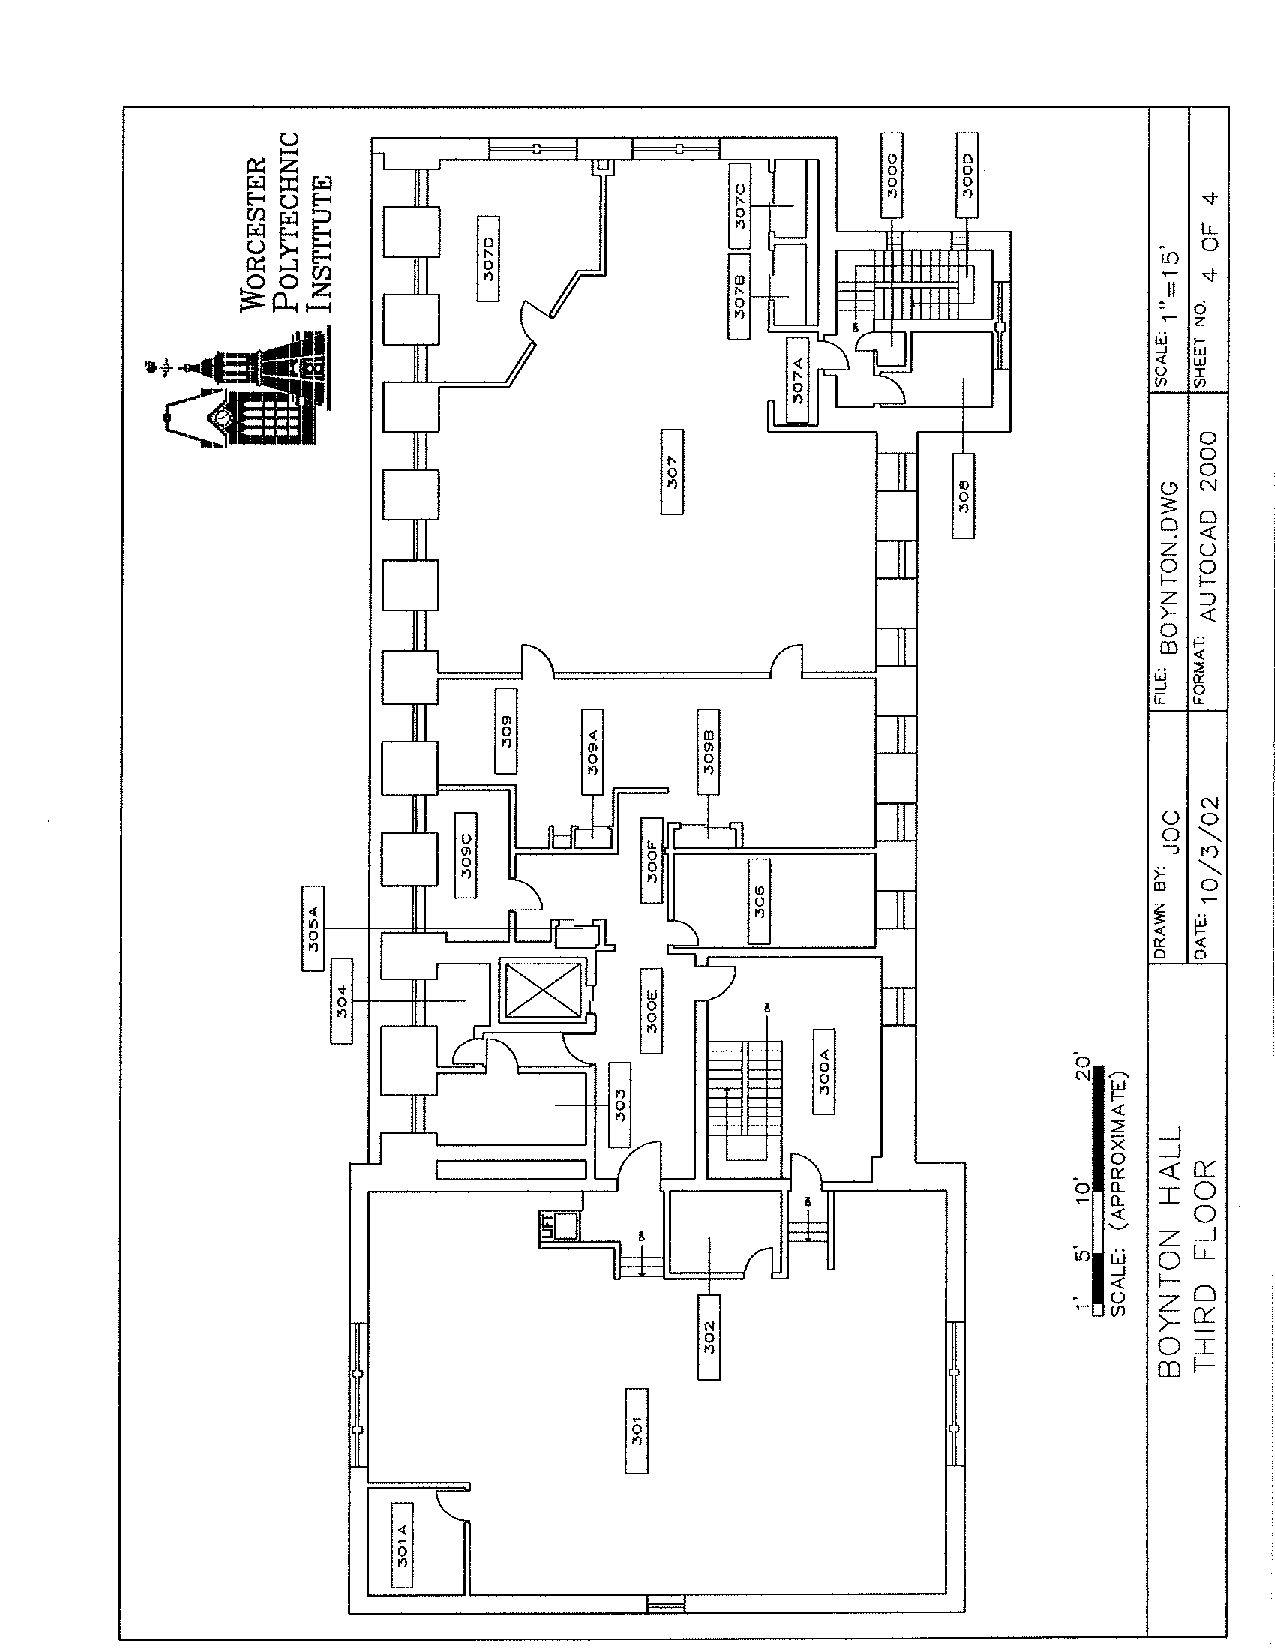 WORCESTER
POLYTECHNIC
INSTITUTE
305A
304
309C
309
307D
309A
309B
307C
307B
307A
307
300G
300D
308
300F
306
300E
303
DN
300A
LIFT
DN
DN
302
301
301A
1' 5' 10' 20'
SCALE: (APPROXIMATE)
BOYNTON HALL
THIRD FLOOR
DRAWN BY: JOC
DATE: 10/3/02
FILE: BOYNTON.DWG
FORMAT: AUTOCAD 2000
SCALE: 1"=15'
SHEET NO. 4 OF 4